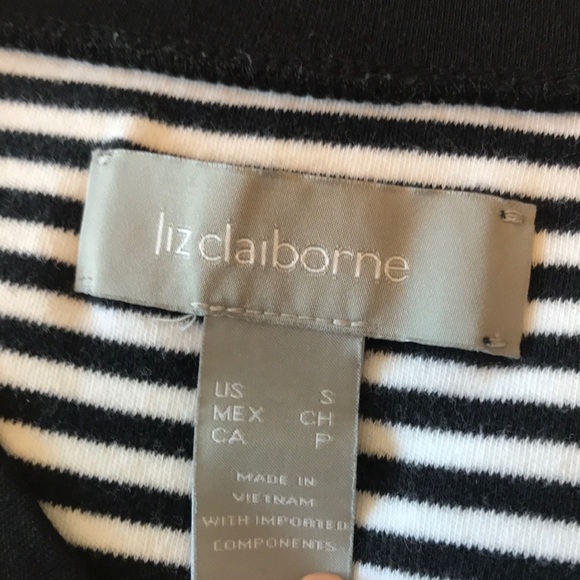 liz claiborne
US S
MEX CH
CA P
MADE IN
VIETNAM
WITH IMPORTED
COMPONENTS